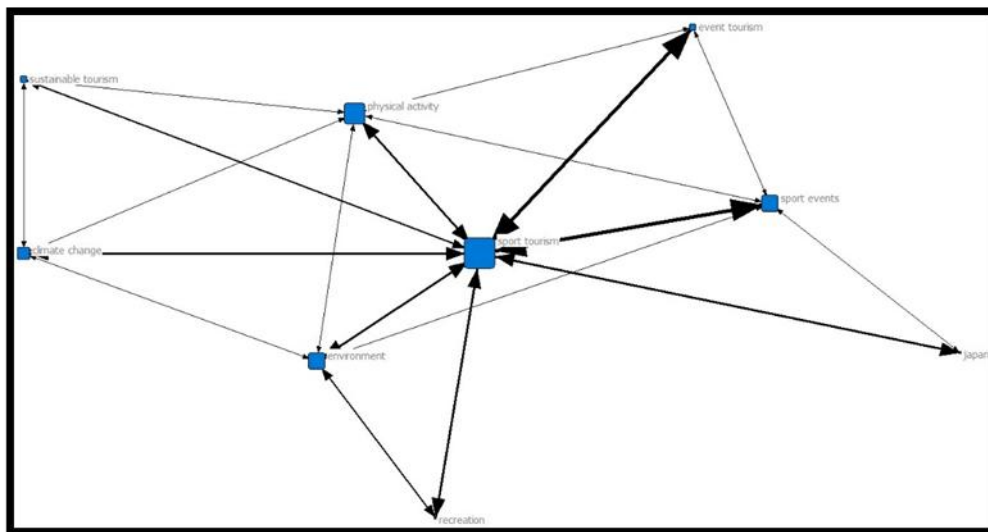 event tourism
sustainable tourism
physical activity
sport events
sport tourism
climate change
environment
japan
recreation